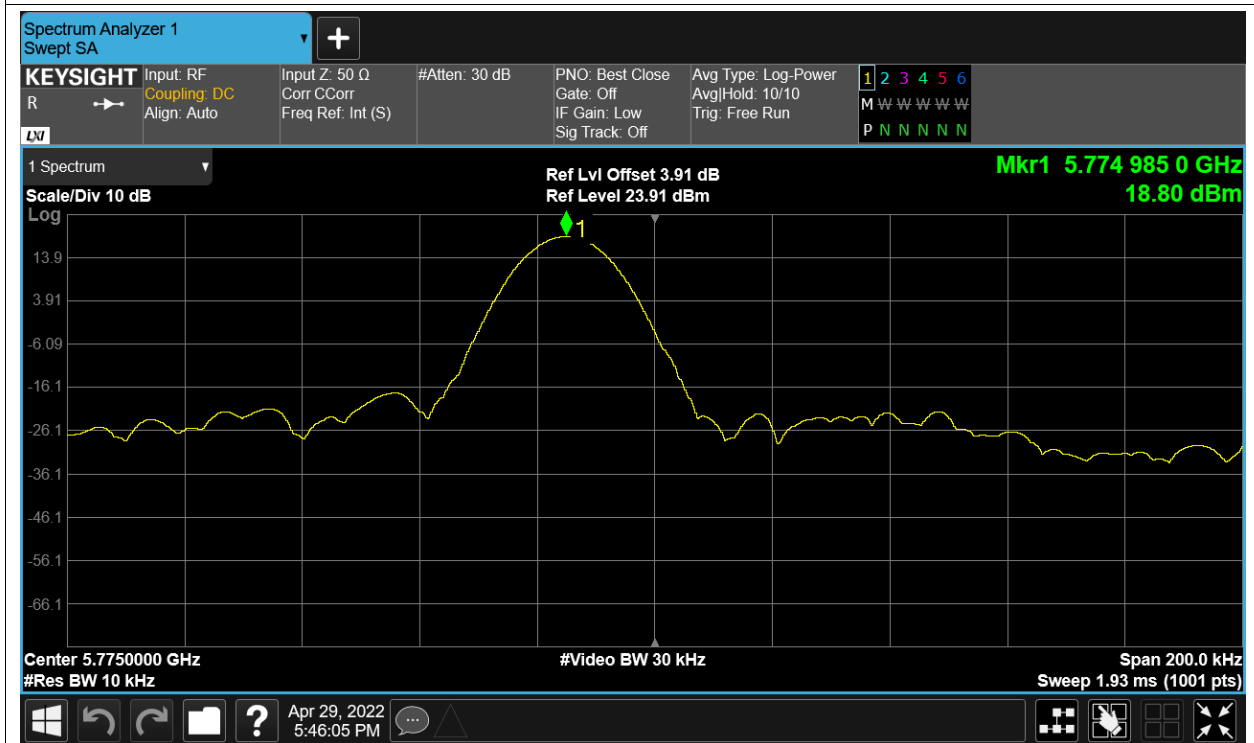 Spectrum Analyzer 1
Swept SA
KEYSIGHT
R
LXI
Input: RF
Coupling: DC
Align: Auto
Input Z: 50 Ω
Corr CCorr
Freq Ref: Int (S)
#Atten: 30 dB
PNO: Best Close
Gate: Off
IF Gain: Low
Sig Track: Off
Avg Type: Log-Power
Avg|Hold: 10/10
Trig: Free Run
1 2 3 4 5 6
M W W W W W
P N N N N N
1 Spectrum
Scale/Div 10 dB
Log
Ref Lvl Offset 3.91 dB
Ref Level 23.91 dBm
Mkr1 5.774 985 0 GHz
18.80 dBm
1
13.9
3.91
-6.09
-16.1
-26.1
-36.1
-46.1
-56.1
-66.1
Center 5.7750000 GHz
#Res BW 10 kHz
#Video BW 30 kHz
Span 200.0 kHz
Sweep 1.93 ms (1001 pts)
?
Apr 29, 2022
5:46:05 PM